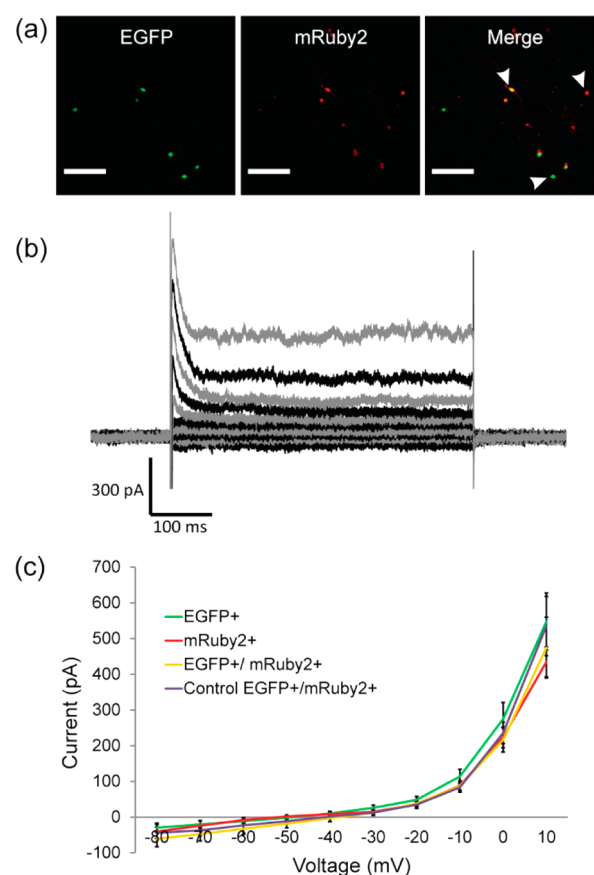 (a)
EGFP
mRuby2
Merge
(b)
300 pA
100 ms
(c)
700
600
500
400
300
200
100
0
-100
Current (pA)
EGFP+
mRuby2+
EGFP+/ mRuby2+
Control EGFP+/mRuby2+
-80 -70 -60 -50 -40 -30 -20 -10 0 10
Voltage (mV)